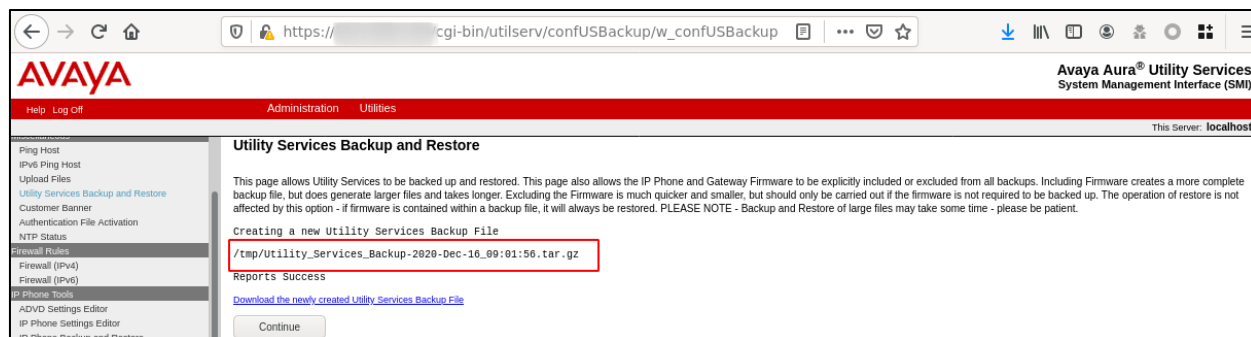 https:// cgi-bin/utilserv/confUSBackup/w_confUSBackup
AVAYA
Avaya Aura® Utility Services
System Management Interface (SMI)
Help Log Off
Administration Utilities
This Server: localhost
Miscellaneous
Ping Host
IPv6 Ping Host
Upload Files
Utility Services Backup and Restore
Customer Banner
Authentication File Activation
NTP Status
Firewall Rules
Firewall (IPv4)
Firewall (IPv6)
IP Phone Tools
ADVD Settings Editor
IP Phone Settings Editor
IP Phone Backup and Restore
Utility Services Backup and Restore
This page allows Utility Services to be backed up and restored. This page also allows the IP Phone and Gateway Firmware to be explicitly included or excluded from all backups. Including Firmware creates a more complete
backup file, but does generate larger files and takes longer. Excluding the Firmware is much quicker and smaller, but should only be carried out if the firmware is not required to be backed up. The operation of restore is not
affected by this option - if firmware is contained within a backup file, it will always be restored. PLEASE NOTE - Backup and Restore of large files may take some time - please be patient.
Creating a new Utility Services Backup File
/tmp/Utility_Services_Backup-2020-Dec-16_09:01:56.tar.gz
Reports Success
Download the newly created Utility Services Backup File
Continue